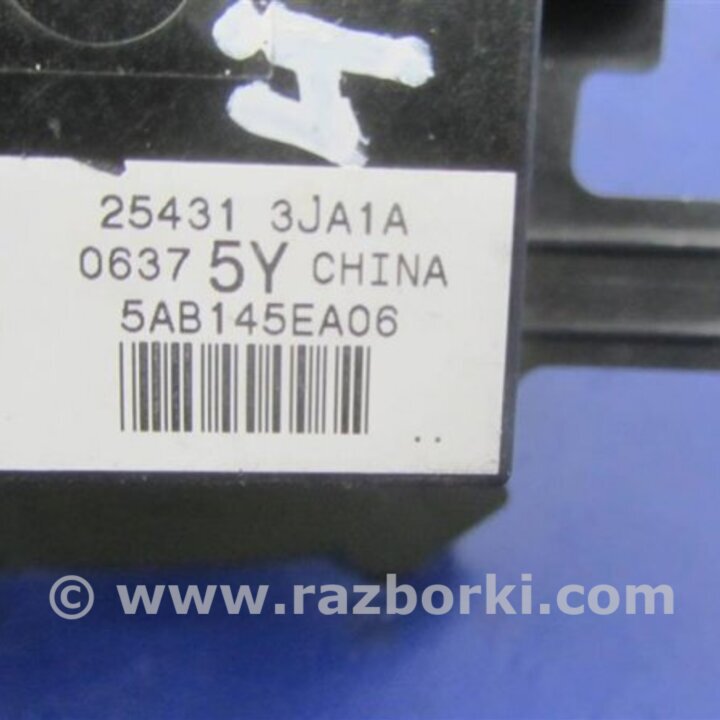 25431 3JA1A
0637 5Y CHINA
5AB145EA06
© www.razborki.com